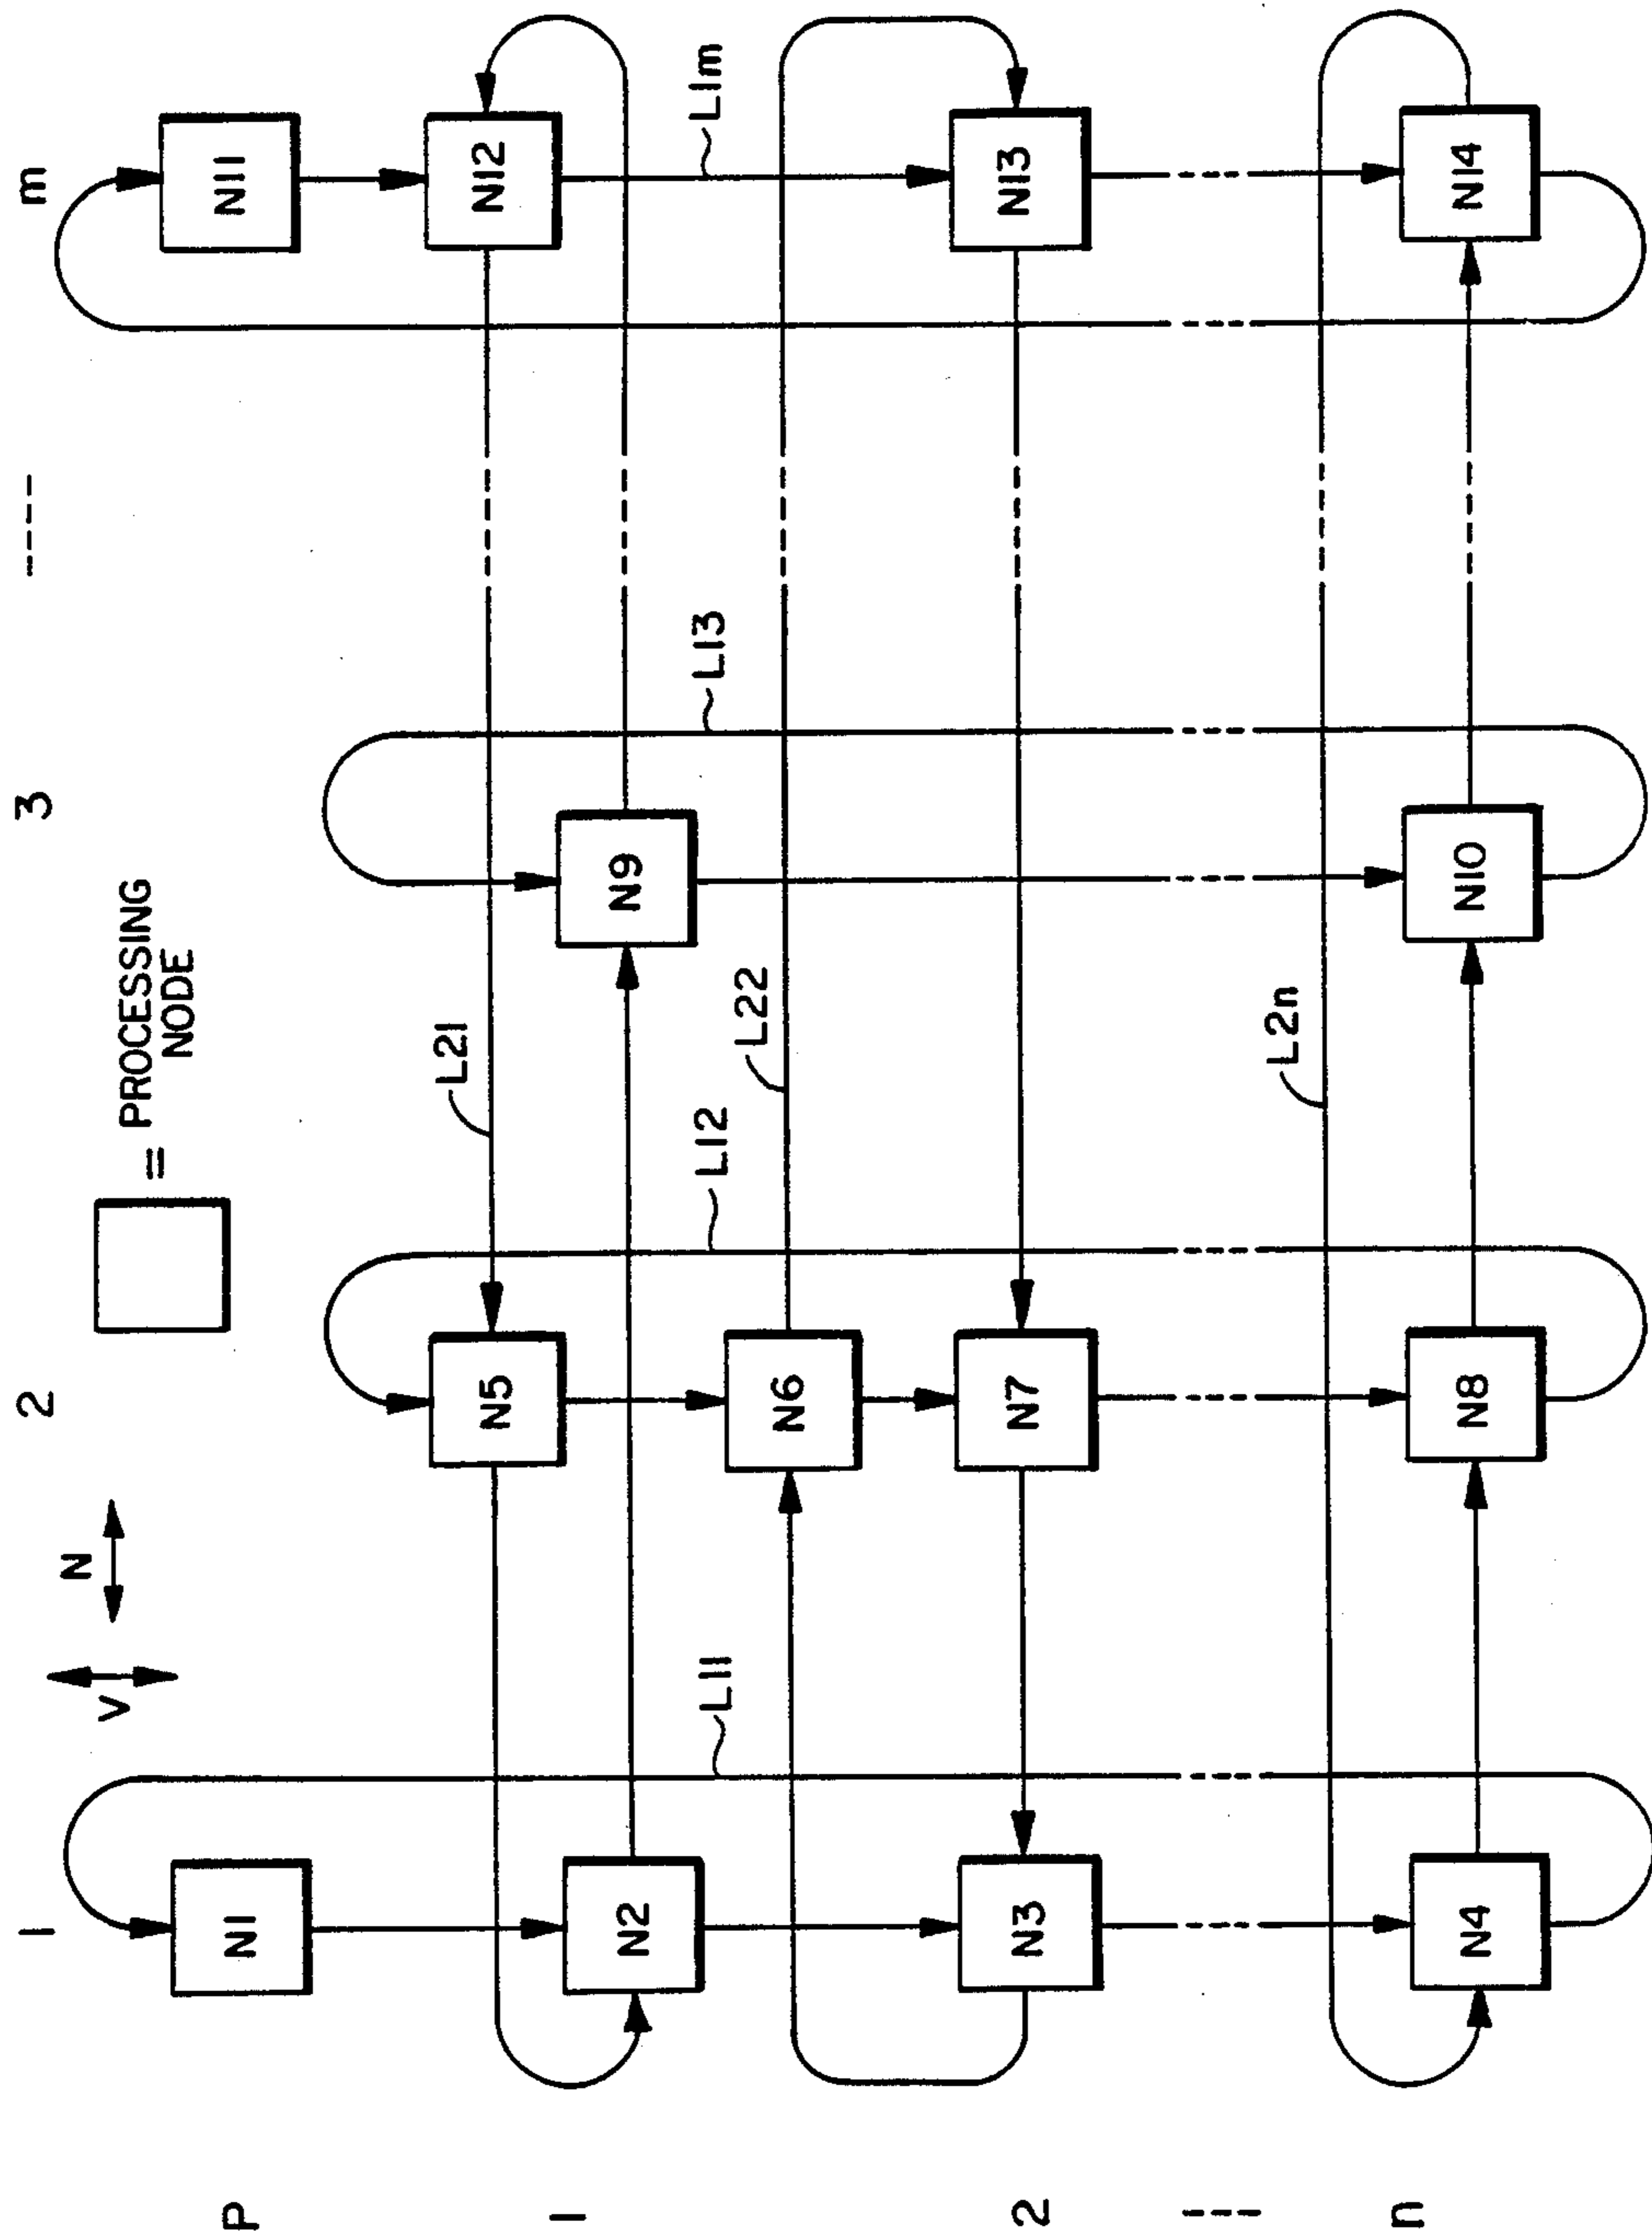 1 2 3 ---- m
N
V
= PROCESSING
NODE
P N1 N11
L21
N5 N12
1 N2 N9
L11 L12 L13 L1m
L22
N6
2 N3 N7 N13
----
L2n
n N4 N8 N10 N14